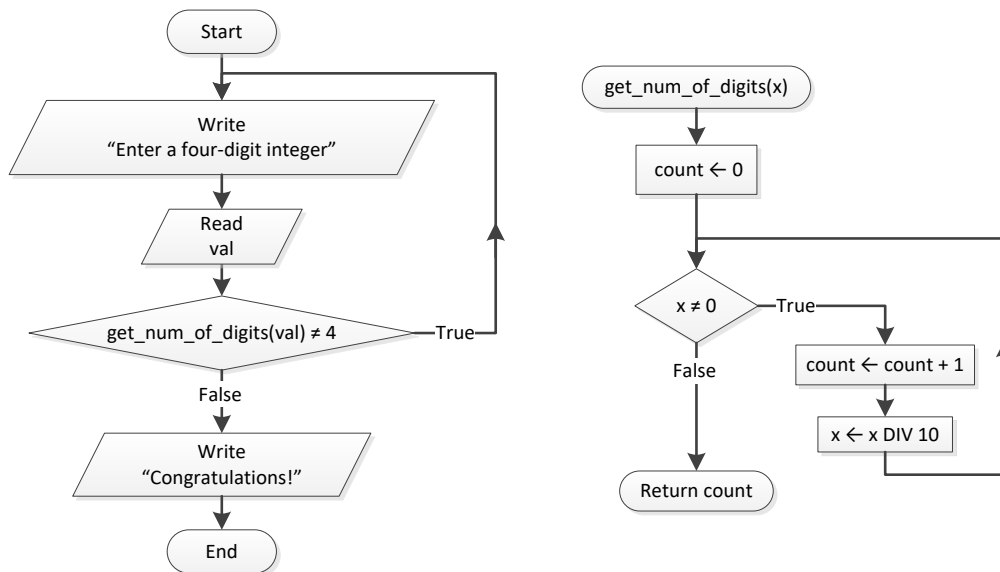 Start
Write
“Enter a four-digit integer”
Read
val
get_num_of_digits(val) ≠ 4
True
False
Write
“Congratulations!”
End
get_num_of_digits(x)
count ← 0
x ≠ 0
True
False
count ← count + 1
x ← x DIV 10
Return count